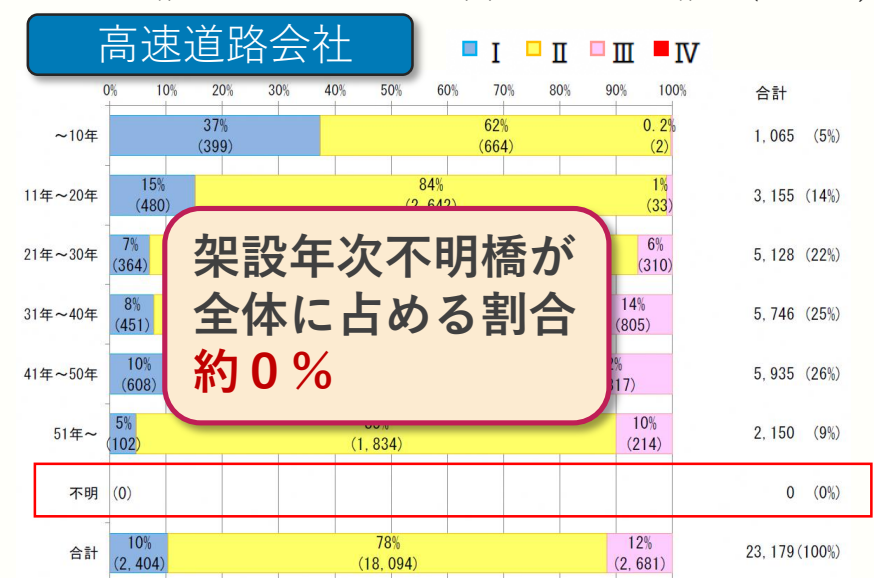 高速道路会社
Ⅰ Ⅱ Ⅲ Ⅳ
0% 10% 20% 30% 40% 50% 60% 70% 80% 90% 100% 合計
～10年 37% 62% 0.2%
(399) (664) (2) 1,065 (5%)
11年～20年 15% 84% 1%
(480) (33) 3,155 (14%)
21年～30年 7% 6%
(364) (310) 5,128 (22%)
31年～40年 8% 14%
(451) (805) 5,746 (25%)
41年～50年 10%
(608) 5,935 (26%)
51年～ 5% 10%
(102) (1,834) (214) 2,150 (9%)
架設年次不明橋が
全体に占める割合
約０％
不明 (0) 0 (0%)
合計 10% 78% 12%
(2,404) (18,094) (2,681) 23,179(100%)